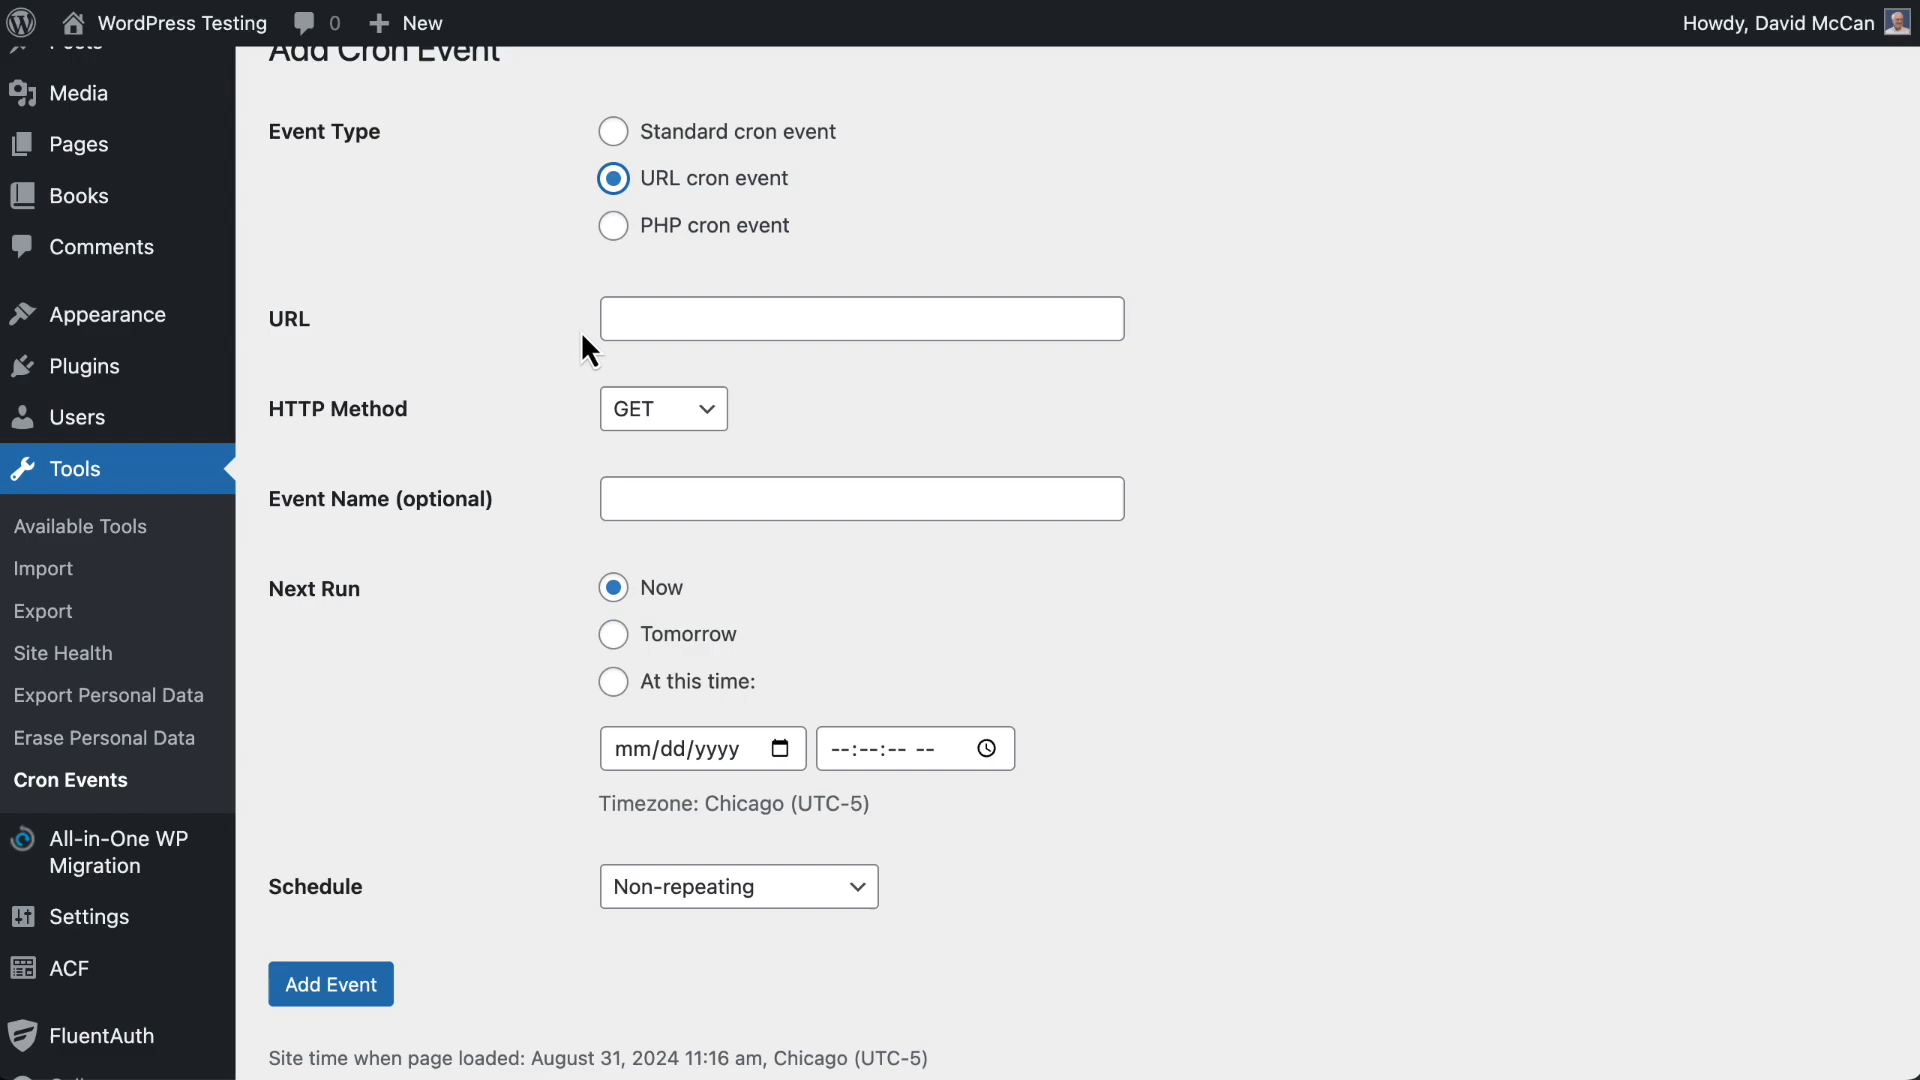 WordPress Testing
0
New
Howdy, David McCan
Media
Pages
Books
Comments
Appearance
Plugins
Users
Tools
Available Tools
Import
Export
Site Health
Export Personal Data
Erase Personal Data
Cron Events
All-in-One WP
Migration
Settings
ACF
FluentAuth
Add Cron Event
Event Type
Standard cron event
URL cron event
PHP cron event
URL
HTTP Method
GET
Event Name (optional)
Next Run
Now
Tomorrow
At this time:
mm/dd/yyyy
--:--:-- --
Timezone: Chicago (UTC-5)
Schedule
Non-repeating
Add Event
Site time when page loaded: August 31, 2024 11:16 am, Chicago (UTC-5)